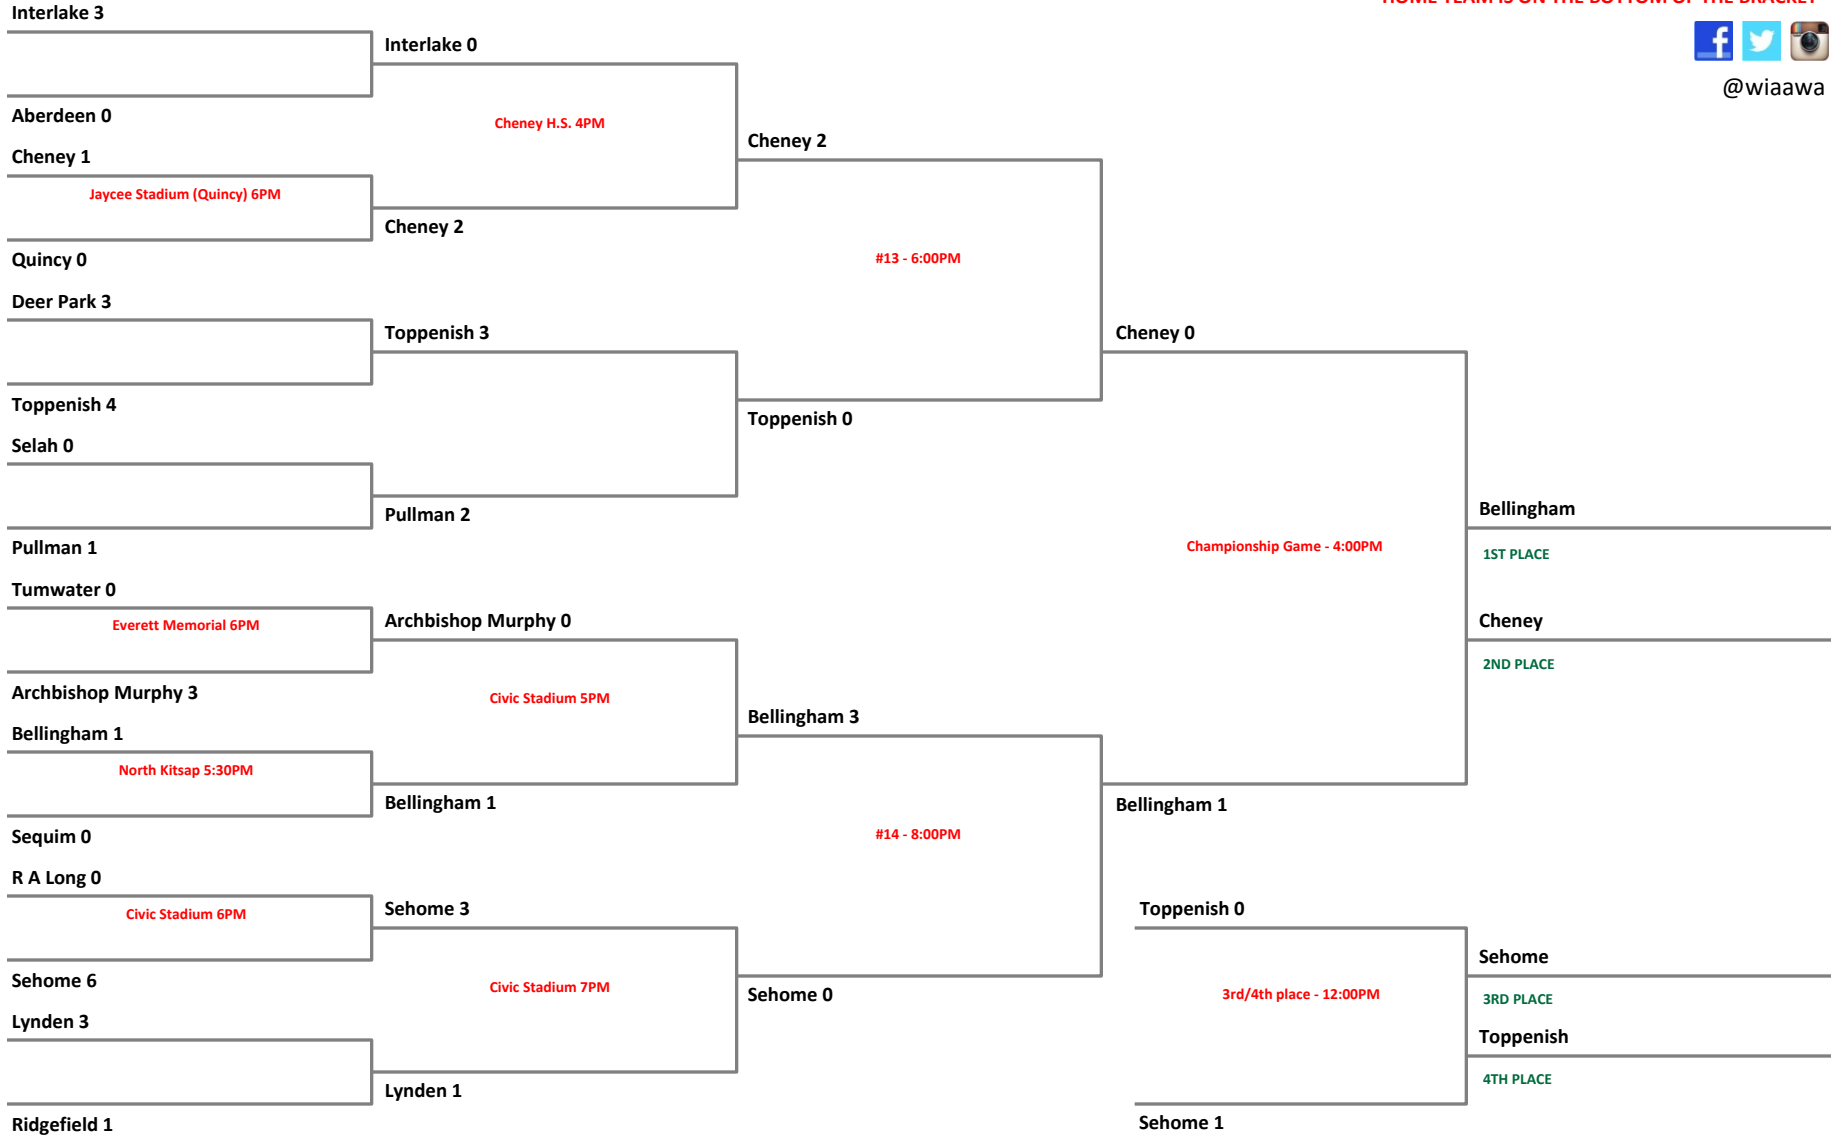 HOME TEAM IS ON THE BOTTOM OF THE BRACKET
@wiaawa
Interlake 3
Aberdeen 0
Cheney 1
Jaycee Stadium (Quincy) 6PM
Quincy 0
Deer Park 3
Toppenish 4
Selah 0
Pullman 1
Tumwater 0
Everett Memorial 6PM
Archbishop Murphy 3
Bellingham 1
North Kitsap 5:30PM
Sequim 0
R A Long 0
Civic Stadium 6PM
Sehome 6
Lynden 3
Ridgefield 1
Interlake 0
Cheney H.S. 4PM
Cheney 2
Toppenish 3
Pullman 2
Archbishop Murphy 0
Civic Stadium 5PM
Bellingham 1
Sehome 3
Civic Stadium 7PM
Lynden 1
Cheney 2
#13 - 6:00PM
Toppenish 0
Bellingham 3
#14 - 8:00PM
Sehome 0
Cheney 0
Championship Game - 4:00PM
Bellingham 1
Toppenish 0
3rd/4th place - 12:00PM
Sehome 1
Bellingham
1ST PLACE
Cheney
2ND PLACE
Sehome
3RD PLACE
Toppenish
4TH PLACE